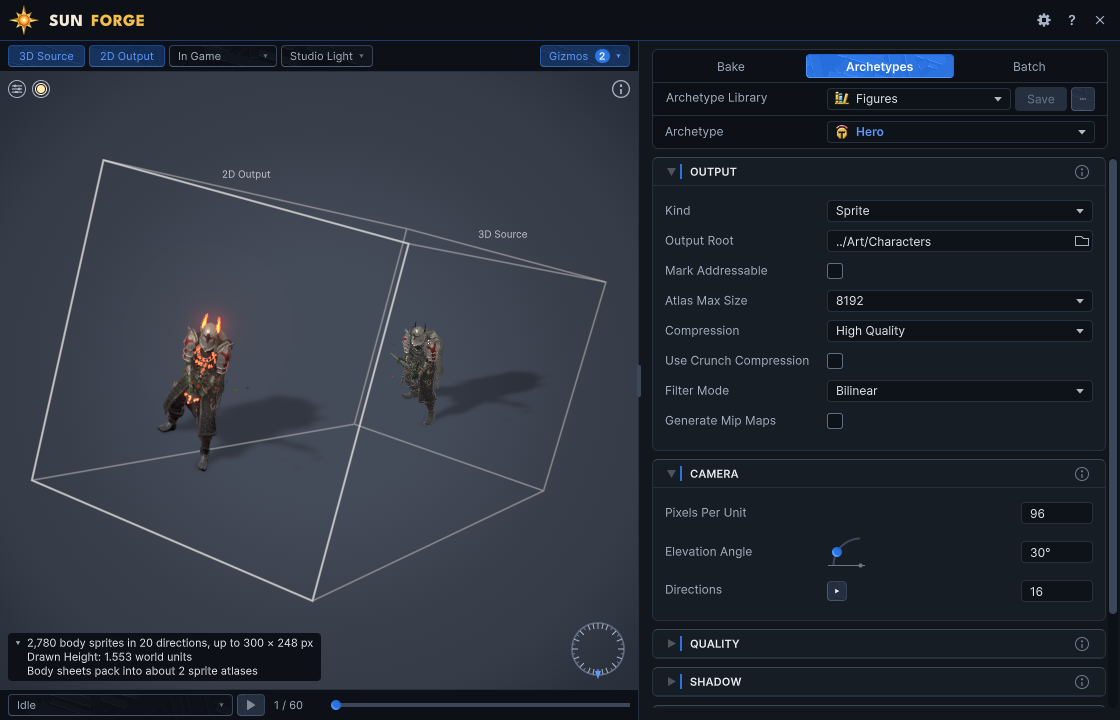 SUN FORGE
?
3D Source
2D Output
In Game
Studio Light
Gizmos 2
Bake
Archetypes
Batch
Archetype Library
Figures
Save
Archetype
Hero
2D Output
3D Source
OUTPUT
Kind
Sprite
Output Root
../Art/Characters
Mark Addressable
Atlas Max Size
8192
Compression
High Quality
Use Crunch Compression
Filter Mode
Bilinear
Generate Mip Maps
CAMERA
Pixels Per Unit
96
Elevation Angle
30°
Directions
16
QUALITY
SHADOW
2,780 body sprites in 20 directions, up to 300 × 248 px
Drawn Height: 1.553 world units
Body sheets pack into about 2 sprite atlases
Idle
1 / 60